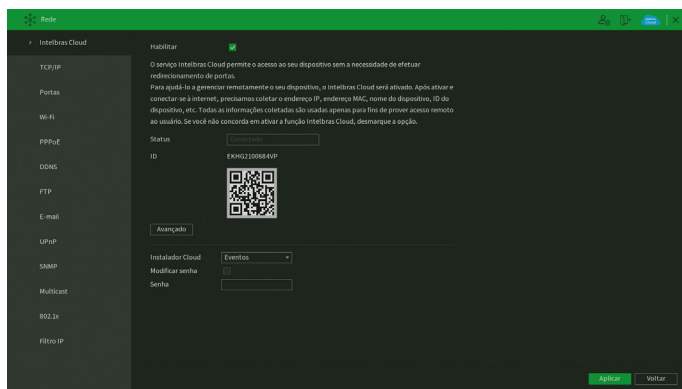 Rede
Intelbras Cloud
TCP/IP
Portas
Wi-Fi
PPPoE
DDNS
FTP
E-mail
UPnP
SNMP
Multicast
802.1x
Filtro IP
Habilitar
O serviço Intelbras Cloud permite o acesso ao seu dispositivo sem a necessidade de efetuar
redirecionamento de portas.
Para ajudá-lo a gerenciar remotamente o seu dispositivo, o Intelbras Cloud será ativado. Após ativar e
conectar-se à internet, precisamos coletar o endereço IP, endereço MAC, nome do dispositivo, ID do
dispositivo, etc. Todas as informações coletadas são usadas apenas para fins de prover acesso remoto
ao usuário. Se você não concorda em ativar a função Intelbras Cloud, desmarque a opção.
Status
Conectado
ID EKHG2100684VP
Avançado
Instalador Cloud Eventos
Modificar senha
Senha
Aplicar Voltar